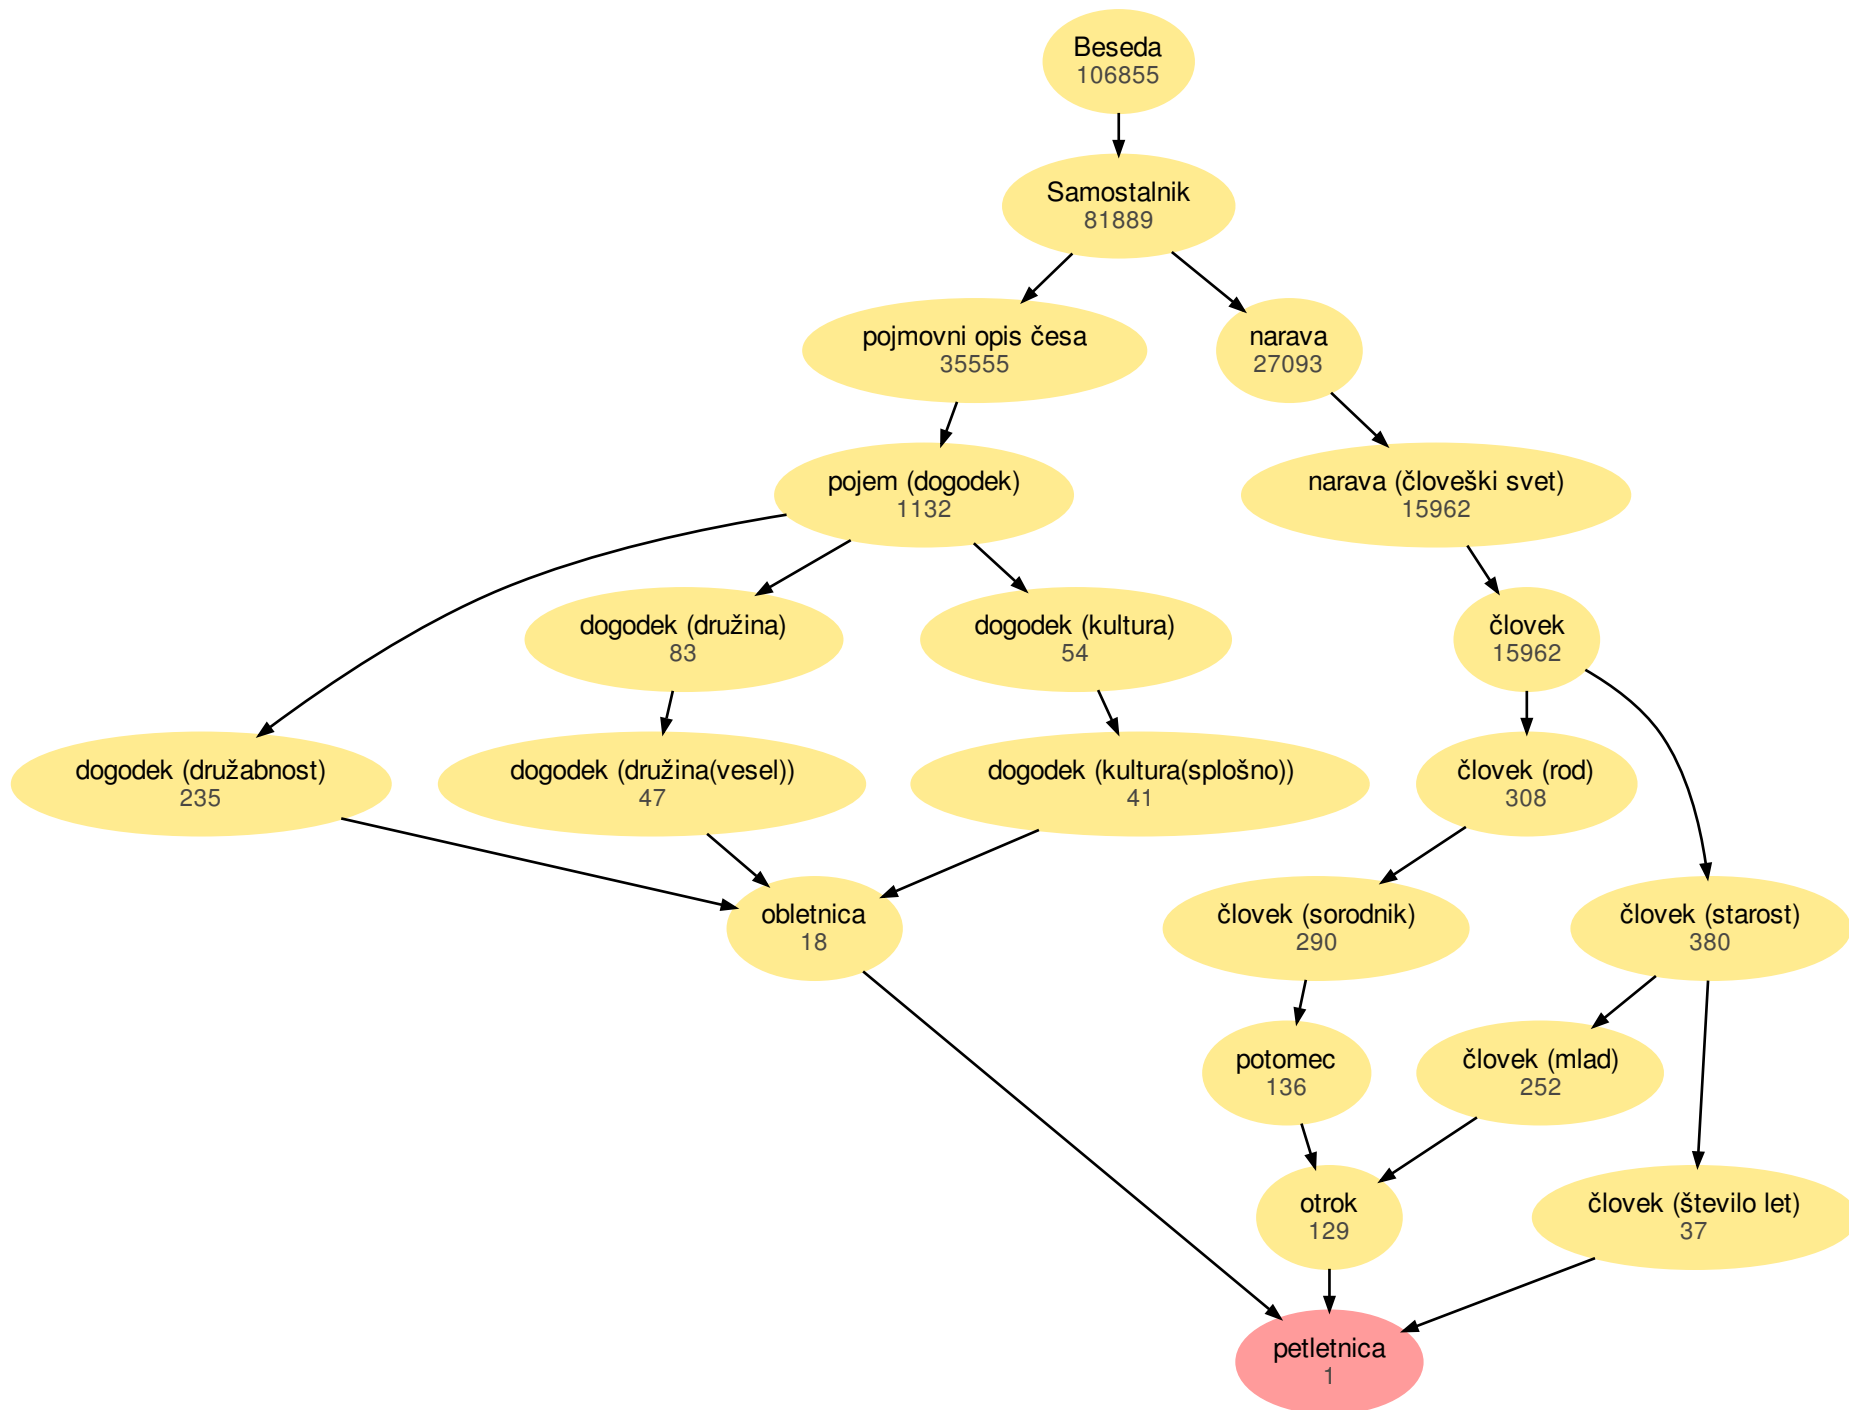 Beseda
106855
Samostalnik
81889
pojmovni opis česa
35555
narava
27093
pojem (dogodek)
1132
narava (človeški svet)
15962
dogodek (družina)
83
dogodek (kultura)
54
človek
15962
dogodek (družabnost)
235
dogodek (družina(vesel))
47
dogodek (kultura(splošno))
41
človek (rod)
308
obletnica
18
človek (sorodnik)
290
človek (starost)
380
potomec
136
človek (mlad)
252
otrok
129
človek (število let)
37
petletnica
1